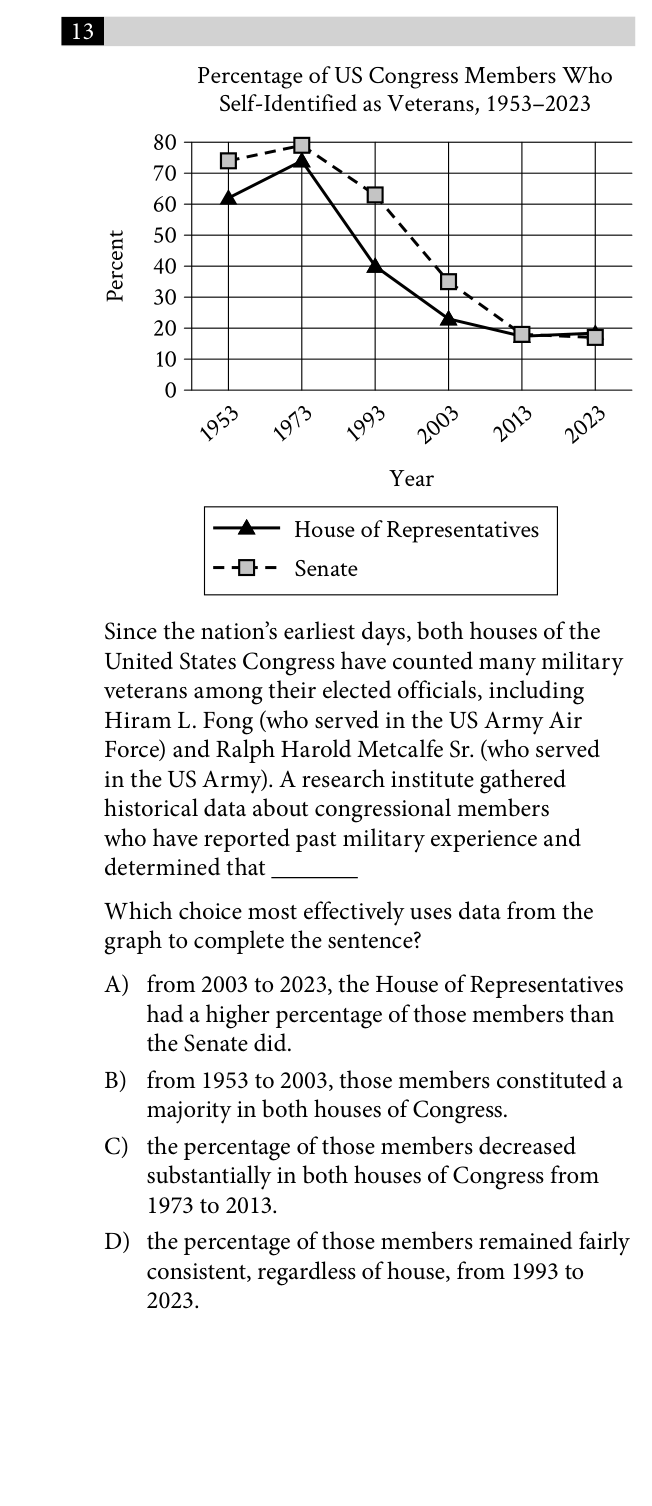 13
Percentage of US Congress Members Who
Self-Identified as Veterans, 1953–2023
80
70
60
50
40
30
20
10
0
Percent
1953
1973
1993
2003
2013
2023
Year
House of Representatives
Senate
Since the nation’s earliest days, both houses of the
United States Congress have counted many military
veterans among their elected officials, including
Hiram L. Fong (who served in the US Army Air
Force) and Ralph Harold Metcalfe Sr. (who served
in the US Army). A research institute gathered
historical data about congressional members
who have reported past military experience and
determined that _______
Which choice most effectively uses data from the
graph to complete the sentence?
A) from 2003 to 2023, the House of Representatives
had a higher percentage of those members than
the Senate did.
B) from 1953 to 2003, those members constituted a
majority in both houses of Congress.
C) the percentage of those members decreased
substantially in both houses of Congress from
1973 to 2013.
D) the percentage of those members remained fairly
consistent, regardless of house, from 1993 to
2023.